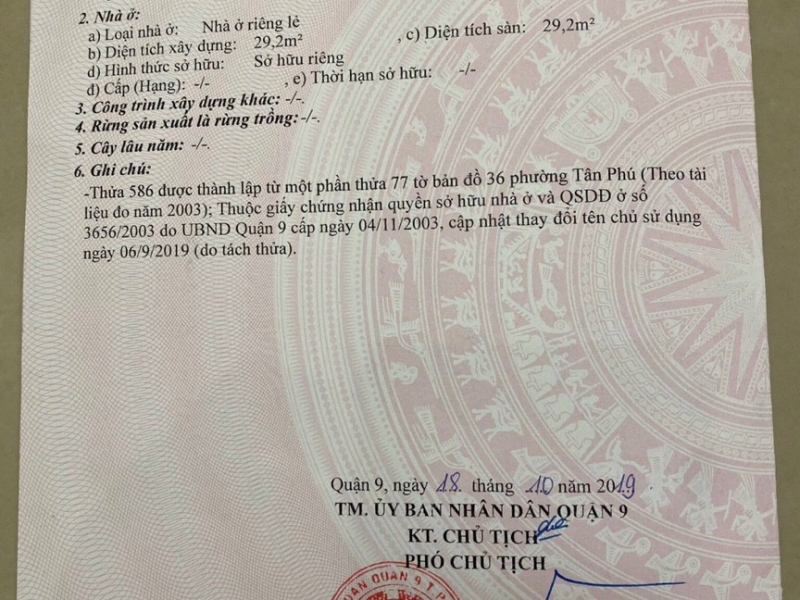 2. Nhà ở:
a) Loại nhà ở: Nhà ở riêng lẻ
b) Diện tích xây dựng: 29,2m² , c) Diện tích sàn: 29,2m²
d) Hình thức sở hữu: Sở hữu riêng
đ) Cấp (Hạng): -/- , e) Thời hạn sở hữu: -/-
3. Công trình xây dựng khác: -/-.
4. Rừng sản xuất là rừng trồng: -/-.
5. Cây lâu năm: -/-.
6. Ghi chú:
-Thửa 586 được thành lập từ một phần thửa 77 tờ bản đồ 36 phường Tân Phú (Theo tài
liệu đo năm 2003); Thuộc giấy chứng nhận quyền sở hữu nhà ở và QSDĐ ở số
3656/2003 do UBND Quận 9 cấp ngày 04/11/2003, cập nhật thay đổi tên chủ sử dụng
ngày 06/9/2019 (do tách thửa).
Quận 9, ngày 18. tháng .10 năm 2019
TM. ỦY BAN NHÂN DÂN QUẬN 9
KT. CHỦ TỊCH
PHÓ CHỦ TỊCH
QUẬN 9 T.P